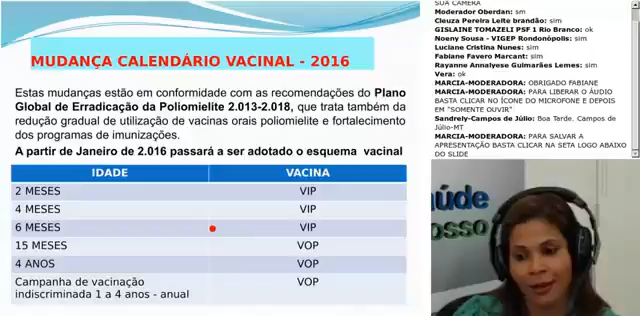 MUDANÇA CALENDÁRIO VACINAL - 2016
Estas mudanças estão em conformidade com as recomendações do Plano
Global de Erradicação da Poliomielite 2.013-2.018, que trata também da
redução gradual de utilização de vacinas orais poliomielite e fortalecimento
dos programas de imunizações.
A partir de Janeiro de 2.016 passará a ser adotado o esquema vacinal
IDADE VACINA
2 MESES VIP
4 MESES VIP
6 MESES VIP
15 MESES VOP
4 ANOS VOP
Campanha de vacinação VOP
indiscriminada 1 a 4 anos - anual
SUA CÂMERA
Moderador Oberdan: sm
Cleuza Pereira Leite brandão: sim
GISLAINE TOMAZELI PSF 1 Rio Branco: ok
Noeny Sousa - VIGEP Rondonópolis: sim
Luciane Cristina Nunes: sim
Fabiane Favero Marcant: sim
Rayanne Annalyese Guimarães Lemes: sim
Vera: ok
MARCIA-MODERADORA: OBRIGADO FABIANE
MARCIA-MODERADORA: PARA LIBERAR O ÁUDIO
BASTA CLICAR NO ÍCONE DO MICROFONE E DEPOIS
EM "SOMENTE OUVIR"
Sandrely-Campos de Júlio: Boa Tarde. Campos de
Júlio-MT
MARCIA-MODERADORA: PARA SALVAR A
APRESENTAÇÃO BASTA CLICAR NA SETA LOGO ABAIXO
DO SLIDE
aúde
osso